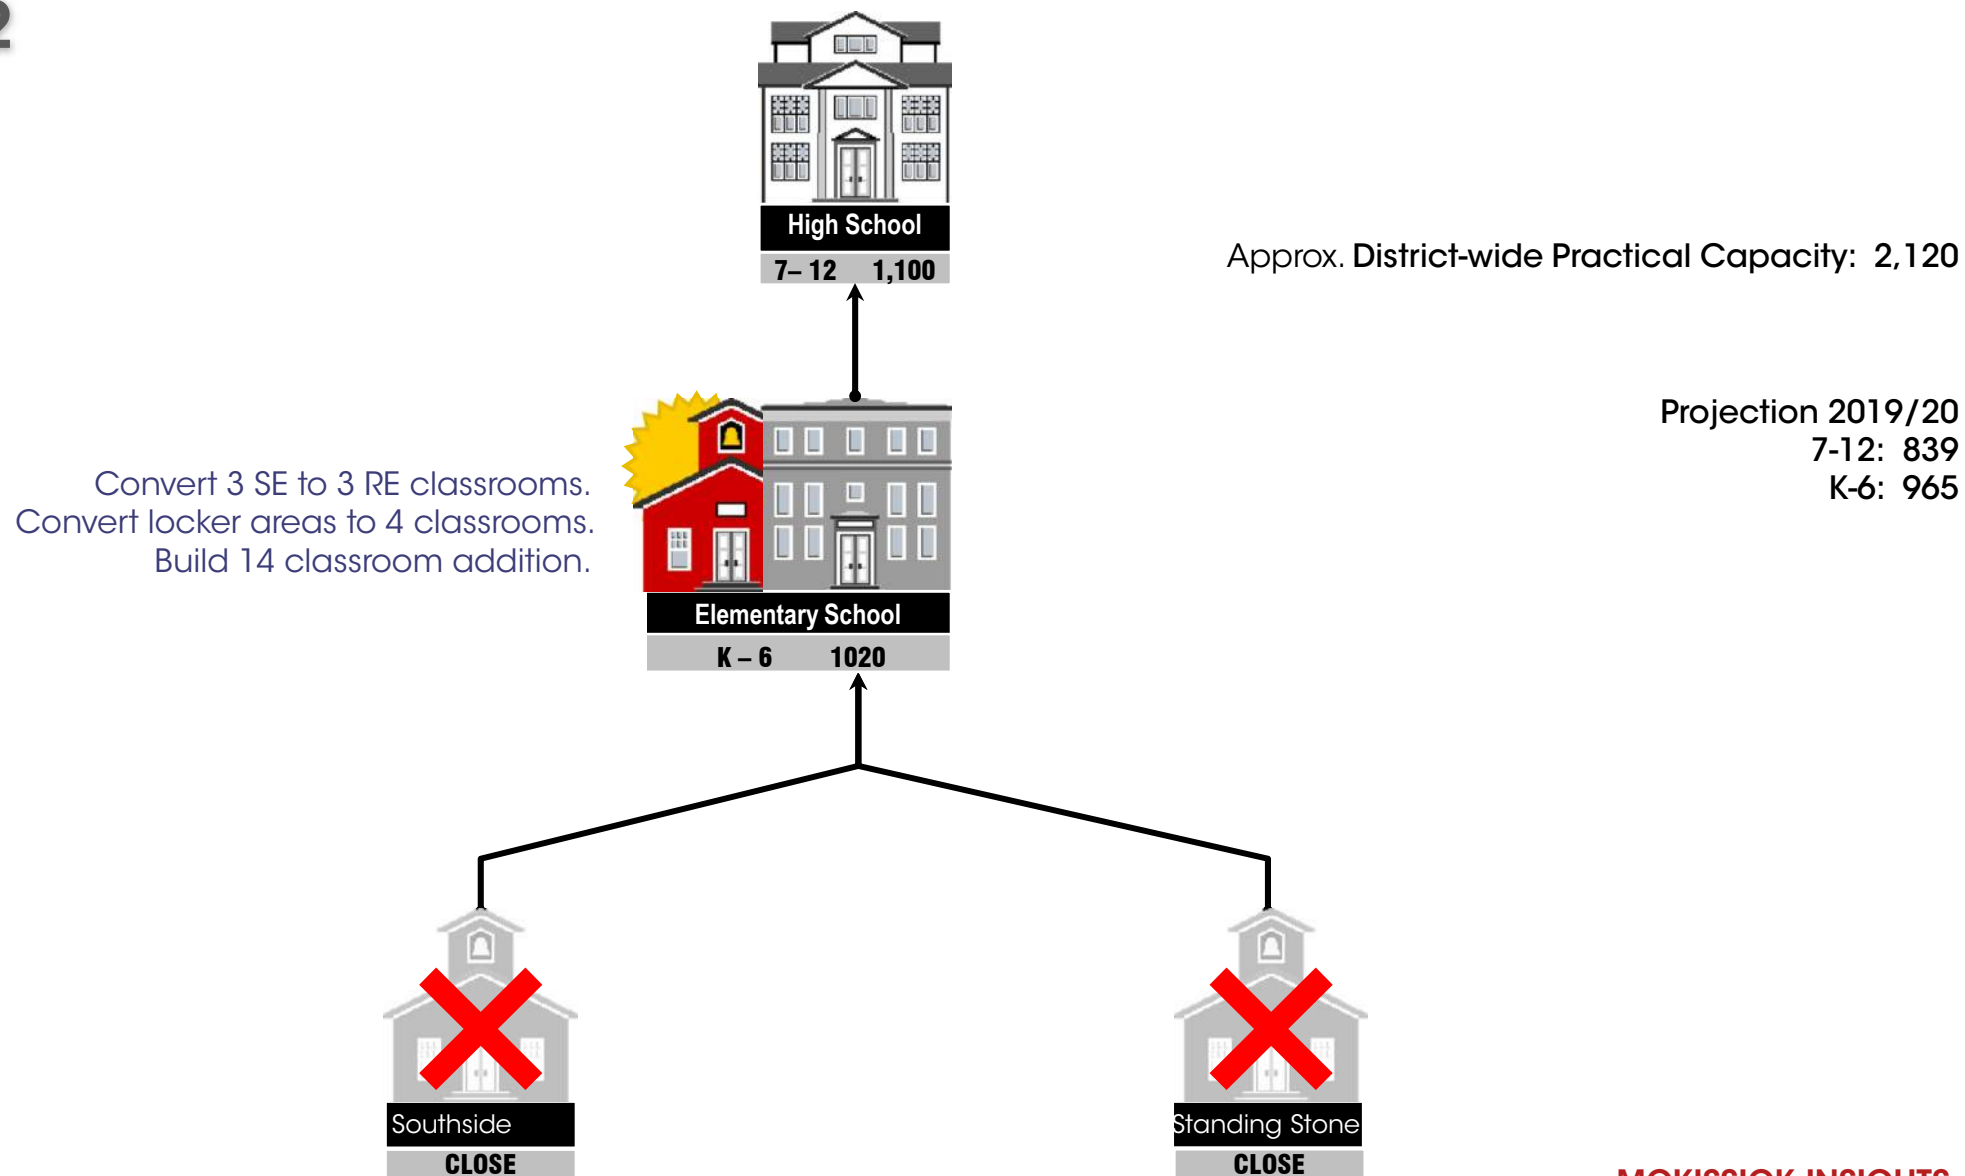 2
High School
7– 12 1,100
Approx. District-wide Practical Capacity: 2,120
Projection 2019/20
7-12: 839
K-6: 965
Convert 3 SE to 3 RE classrooms.
Convert locker areas to 4 classrooms.
Build 14 classroom addition.
Elementary School
K – 6 1020
Southside
CLOSE
Standing Stone
CLOSE